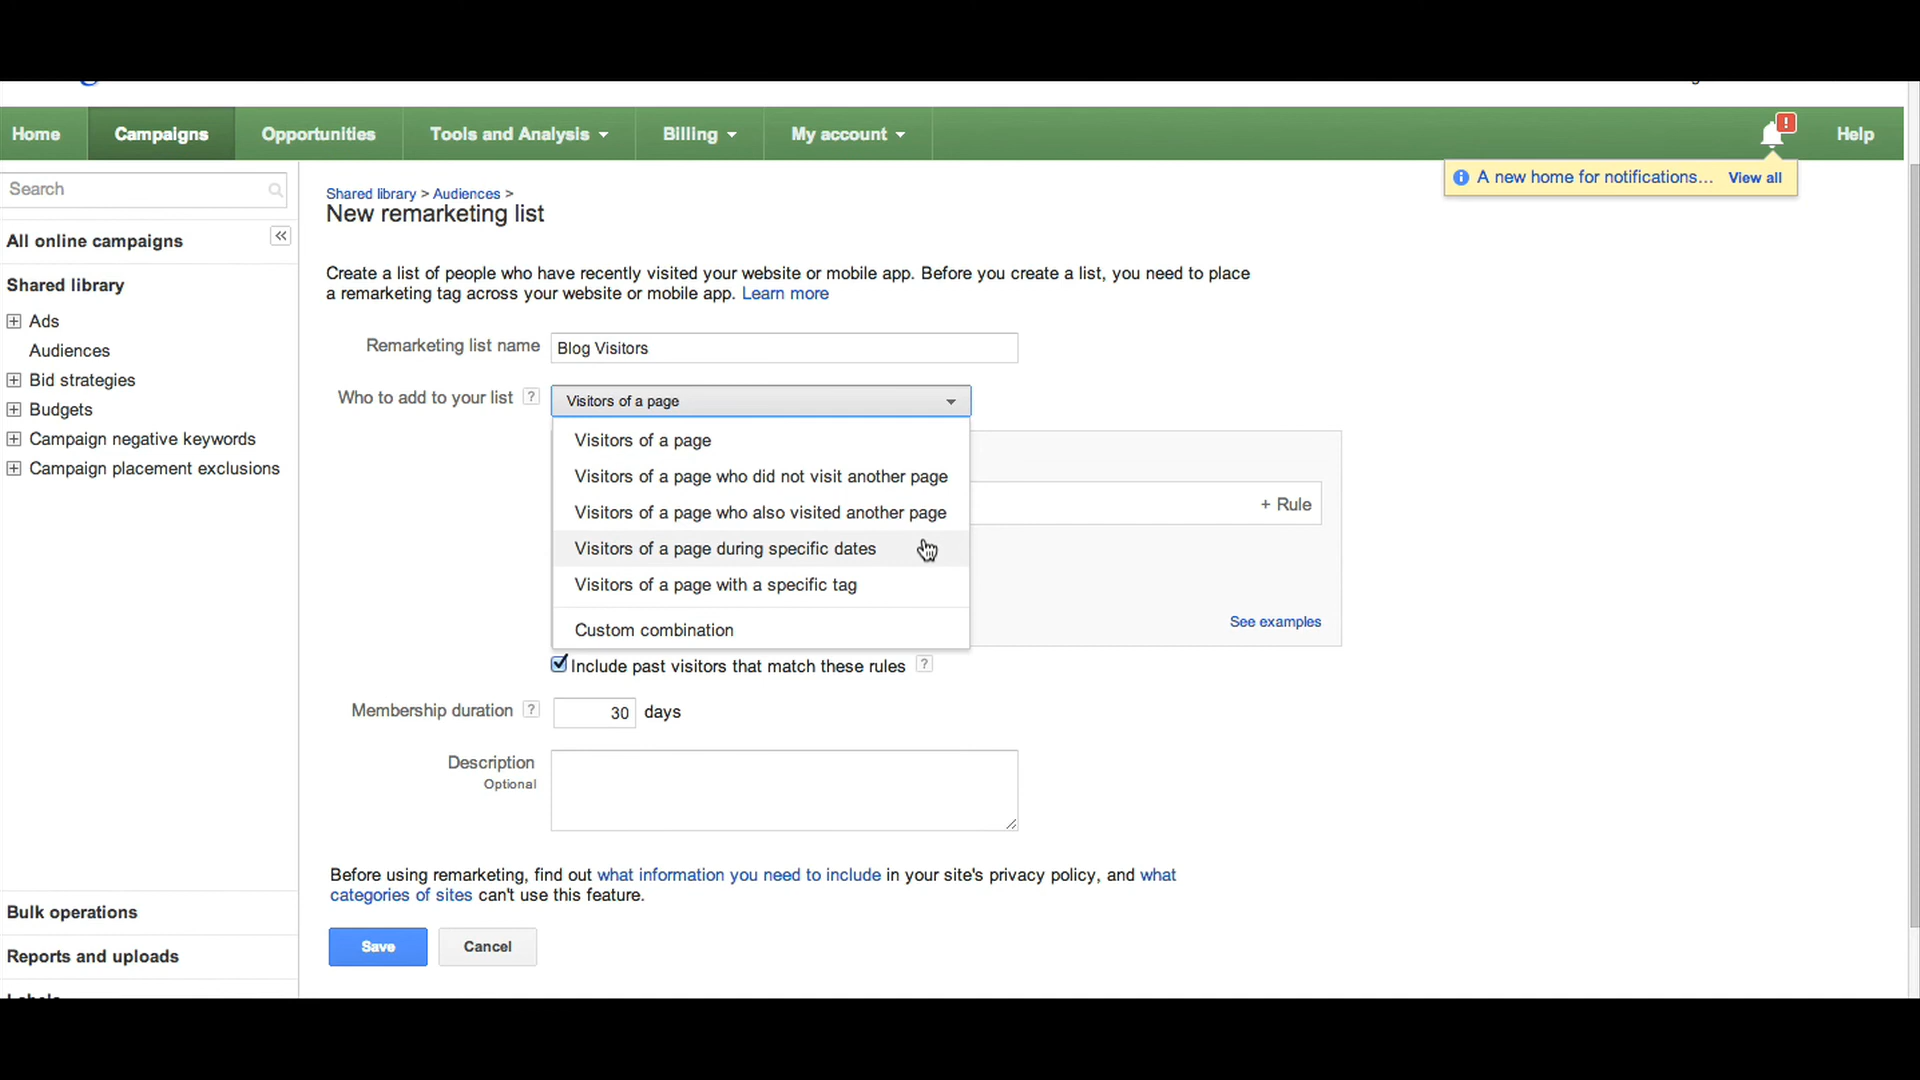 Home
Campaigns
Opportunities
Tools and Analysis
Billing
My account
!
Help
A new home for notifications... View all
Search
All online campaigns
Shared library
Ads
Audiences
Bid strategies
Budgets
Campaign negative keywords
Campaign placement exclusions
Bulk operations
Reports and uploads
Shared library > Audiences >
New remarketing list
Create a list of people who have recently visited your website or mobile app. Before you create a list, you need to place
a remarketing tag across your website or mobile app. Learn more
Remarketing list name
Blog Visitors
Who to add to your list ?
Visitors of a page
Visitors of a page
Visitors of a page who did not visit another page
Visitors of a page who also visited another page
Visitors of a page during specific dates
Visitors of a page with a specific tag
Custom combination
+ Rule
See examples
Include past visitors that match these rules ?
Membership duration ? 30 days
Description
Optional
Before using remarketing, find out what information you need to include in your site's privacy policy, and what
categories of sites can't use this feature.
Save
Cancel